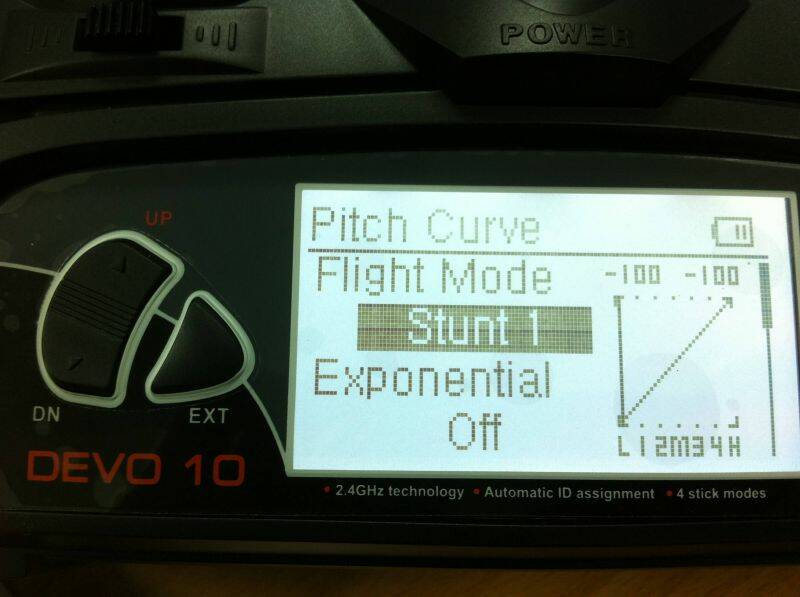 POWER
UP
DN
EXT
DEVO 10
Pitch Curve
Flight Mode
Stunt 1
Exponential
Off
-100 -100
L12M34H
• 2.4GHz technology • Automatic ID assignment • 4 stick modes